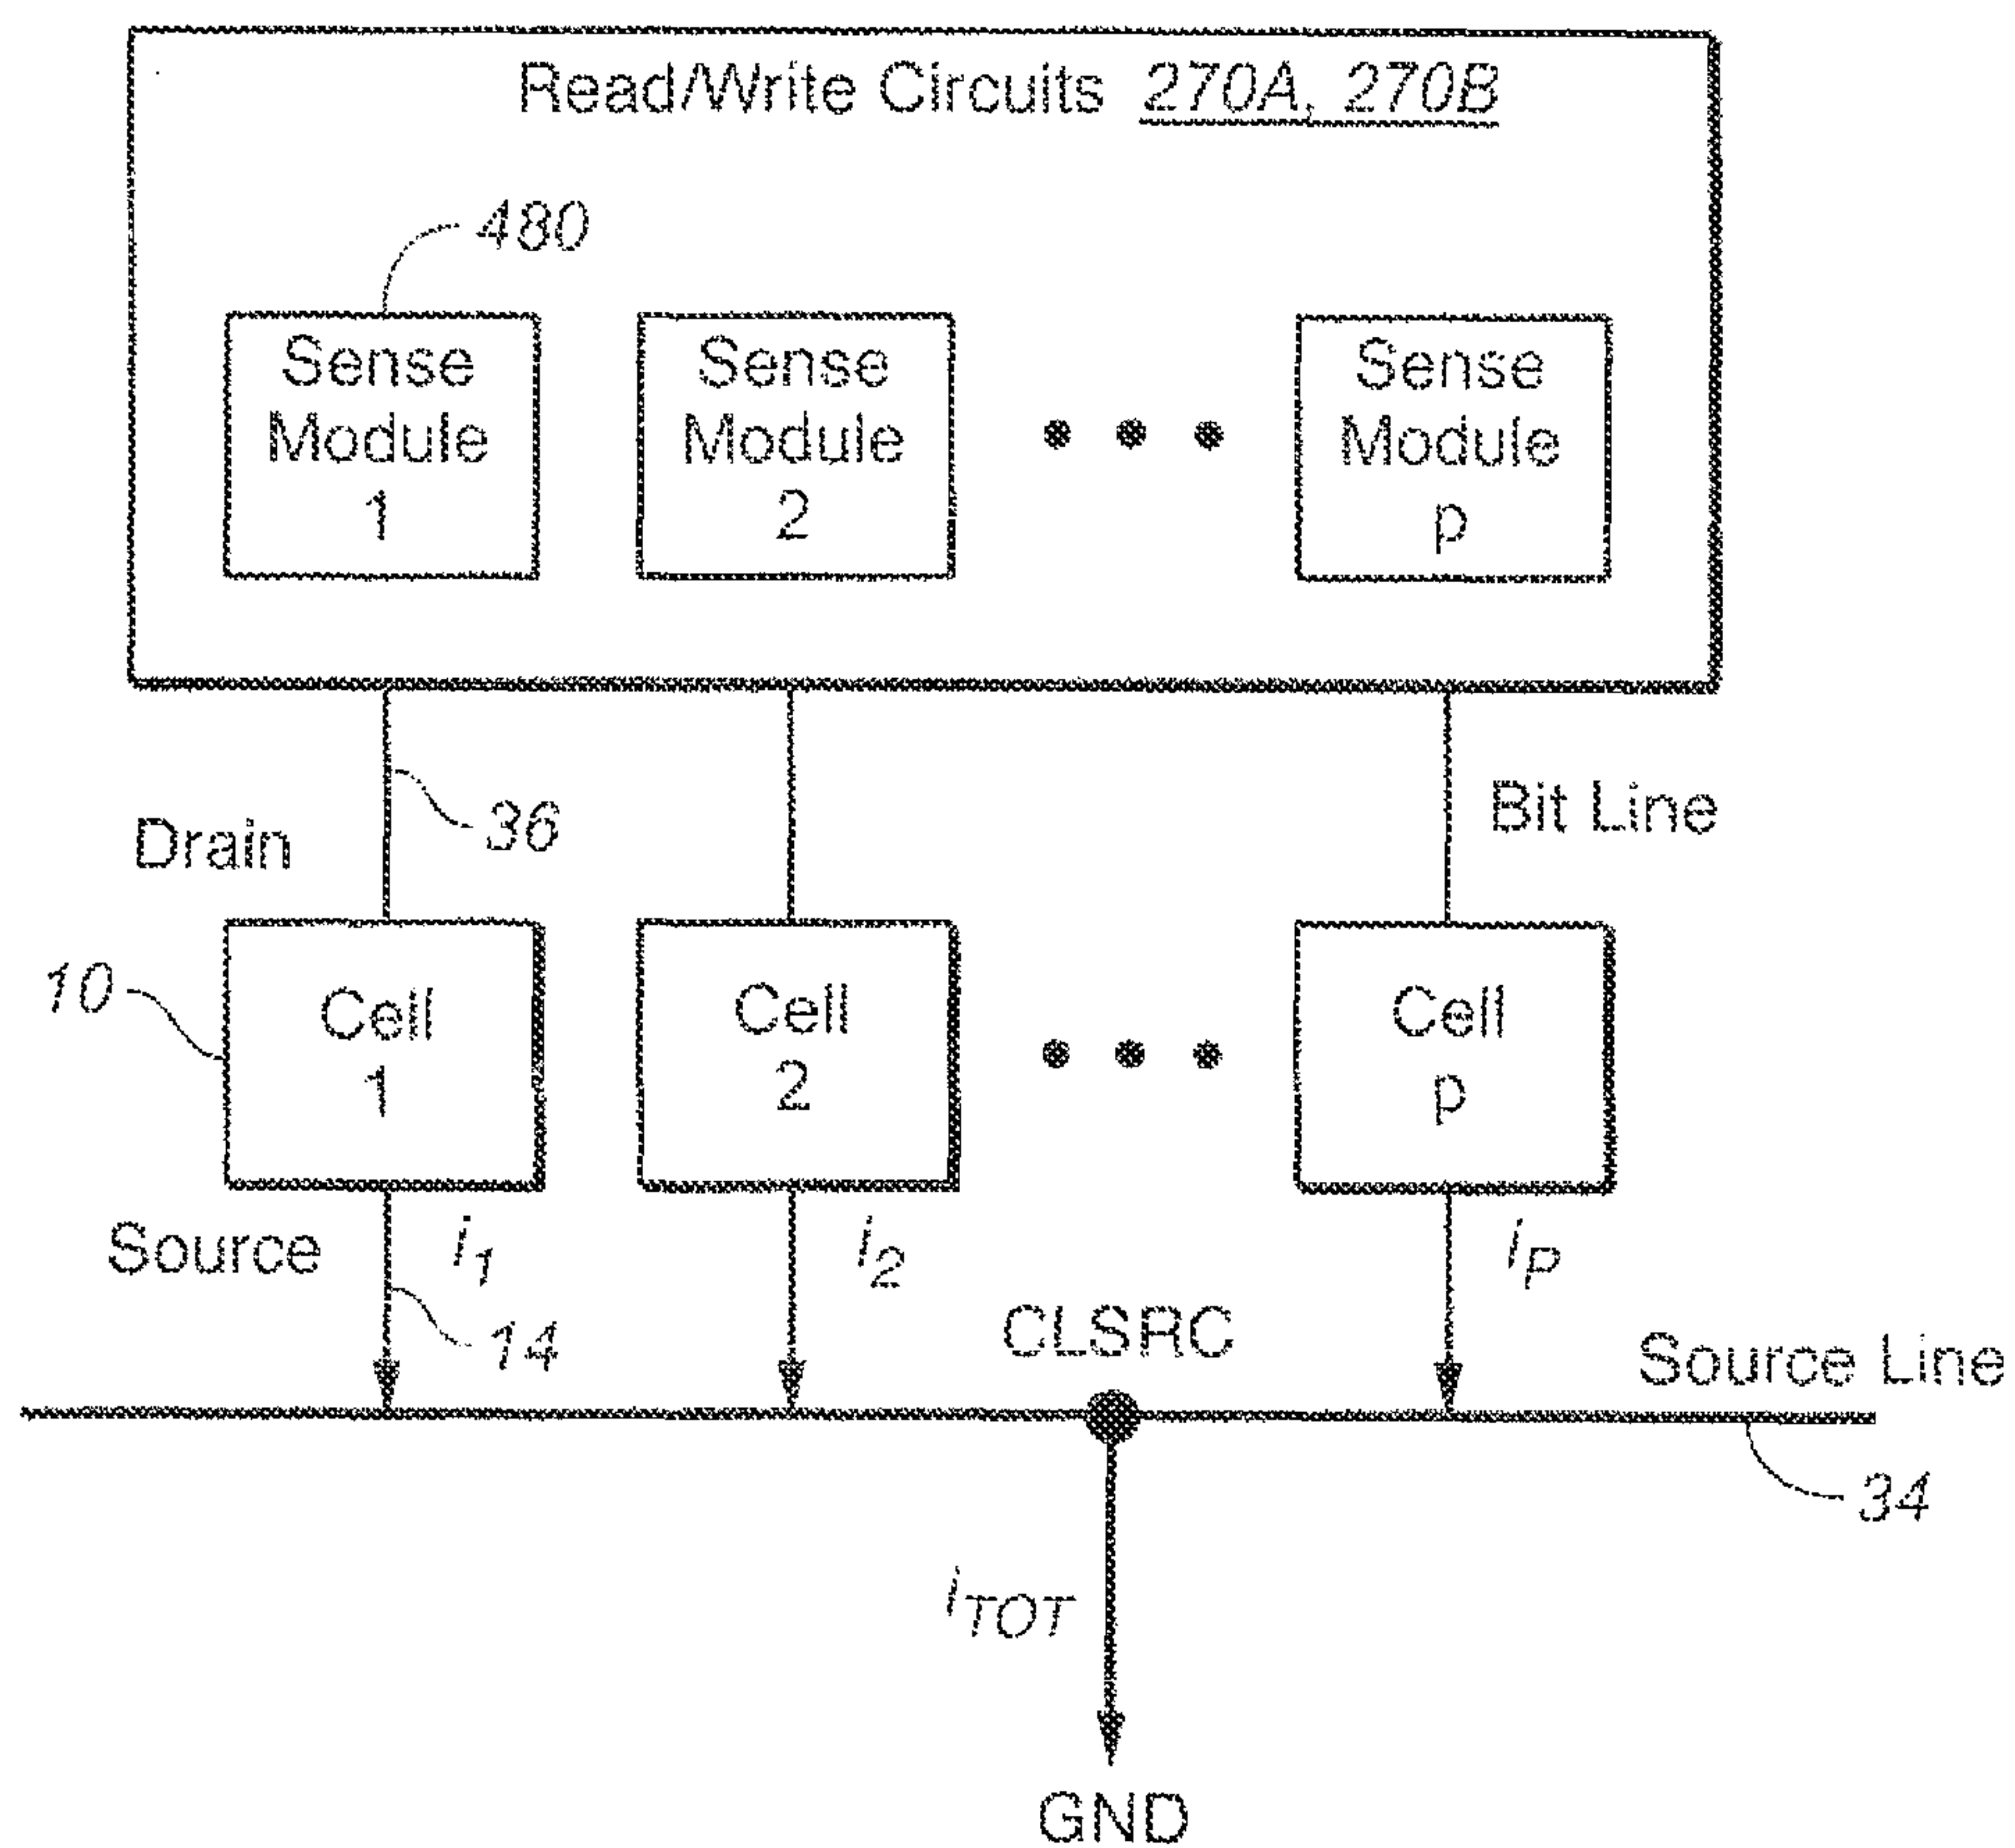 Read/Write Circuits 270A, 270B
480
Sense Module 1
Sense Module 2
Sense Module p
Drain
36
Bit Line
10
Cell 1
Cell 2
Cell p
Source
i1
14
i2
iP
CLSRC
Source Line
34
iTOT
GND